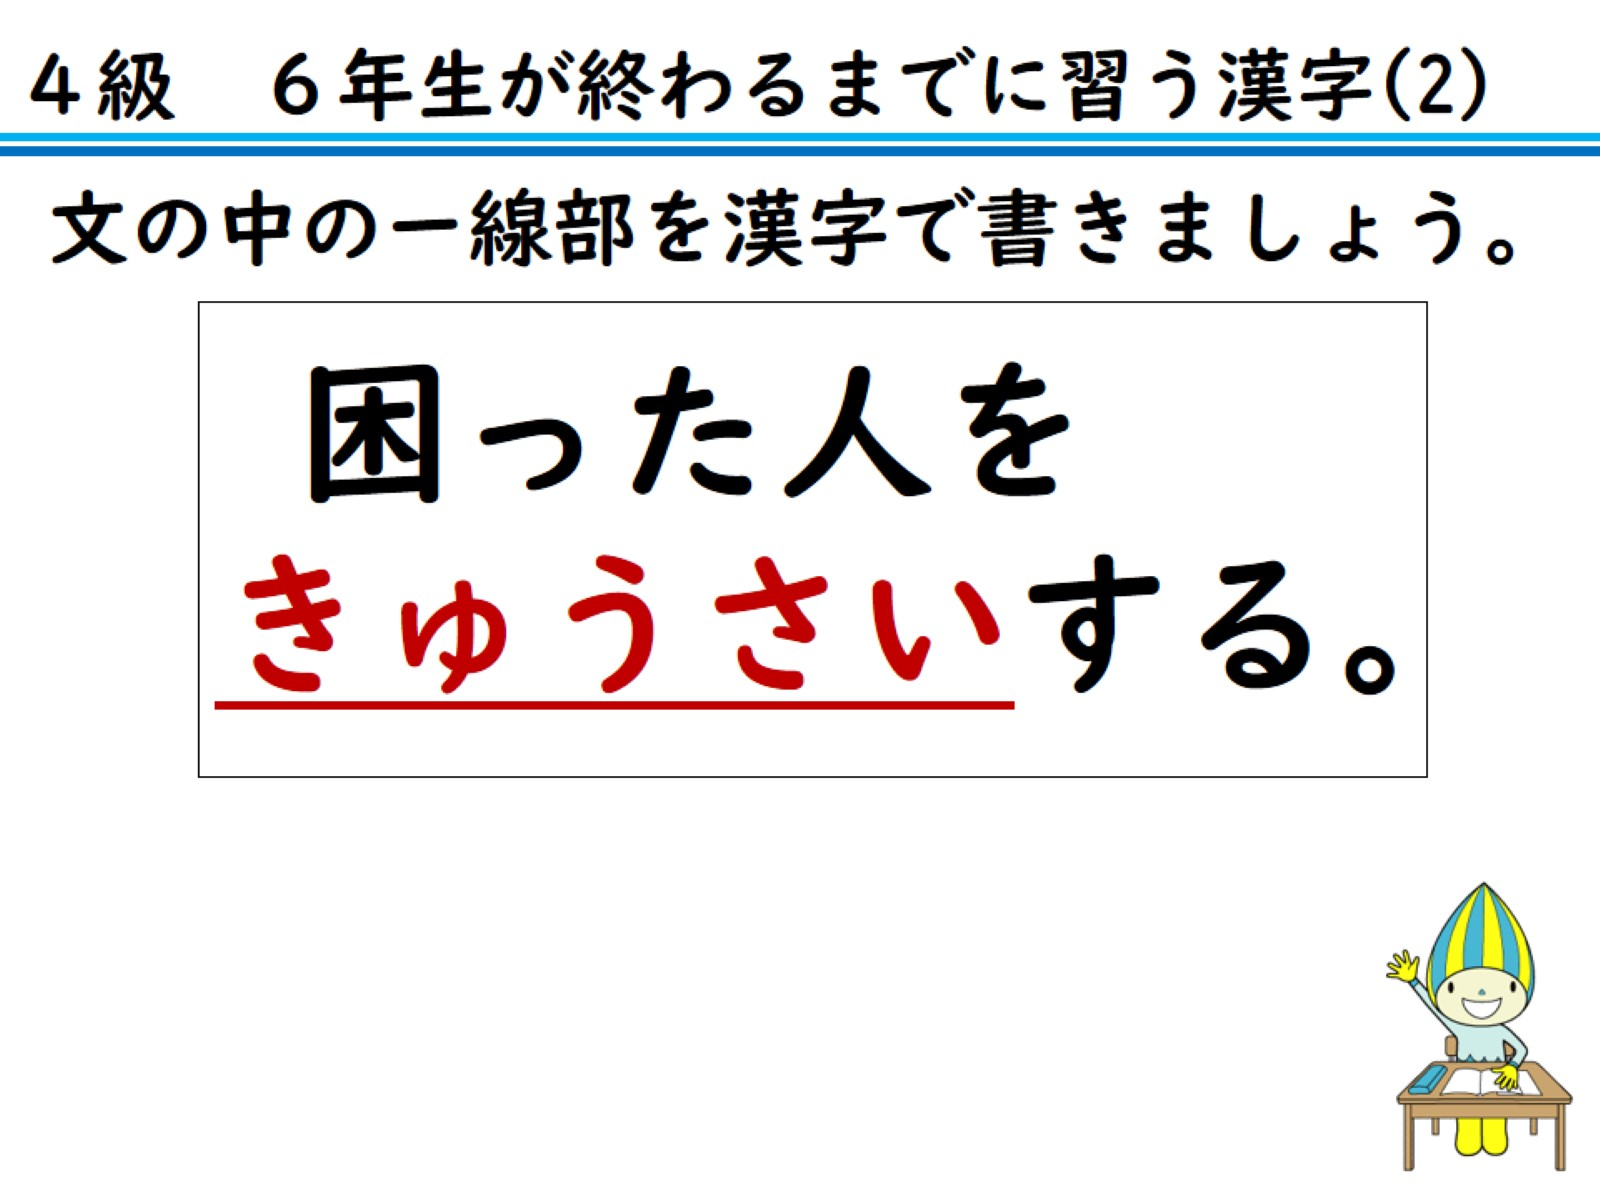 ４級　６年生が終わるまでに習う漢字(2)
文の中の一線部を漢字で書きましょう。
困った人を
きゅうさいする。